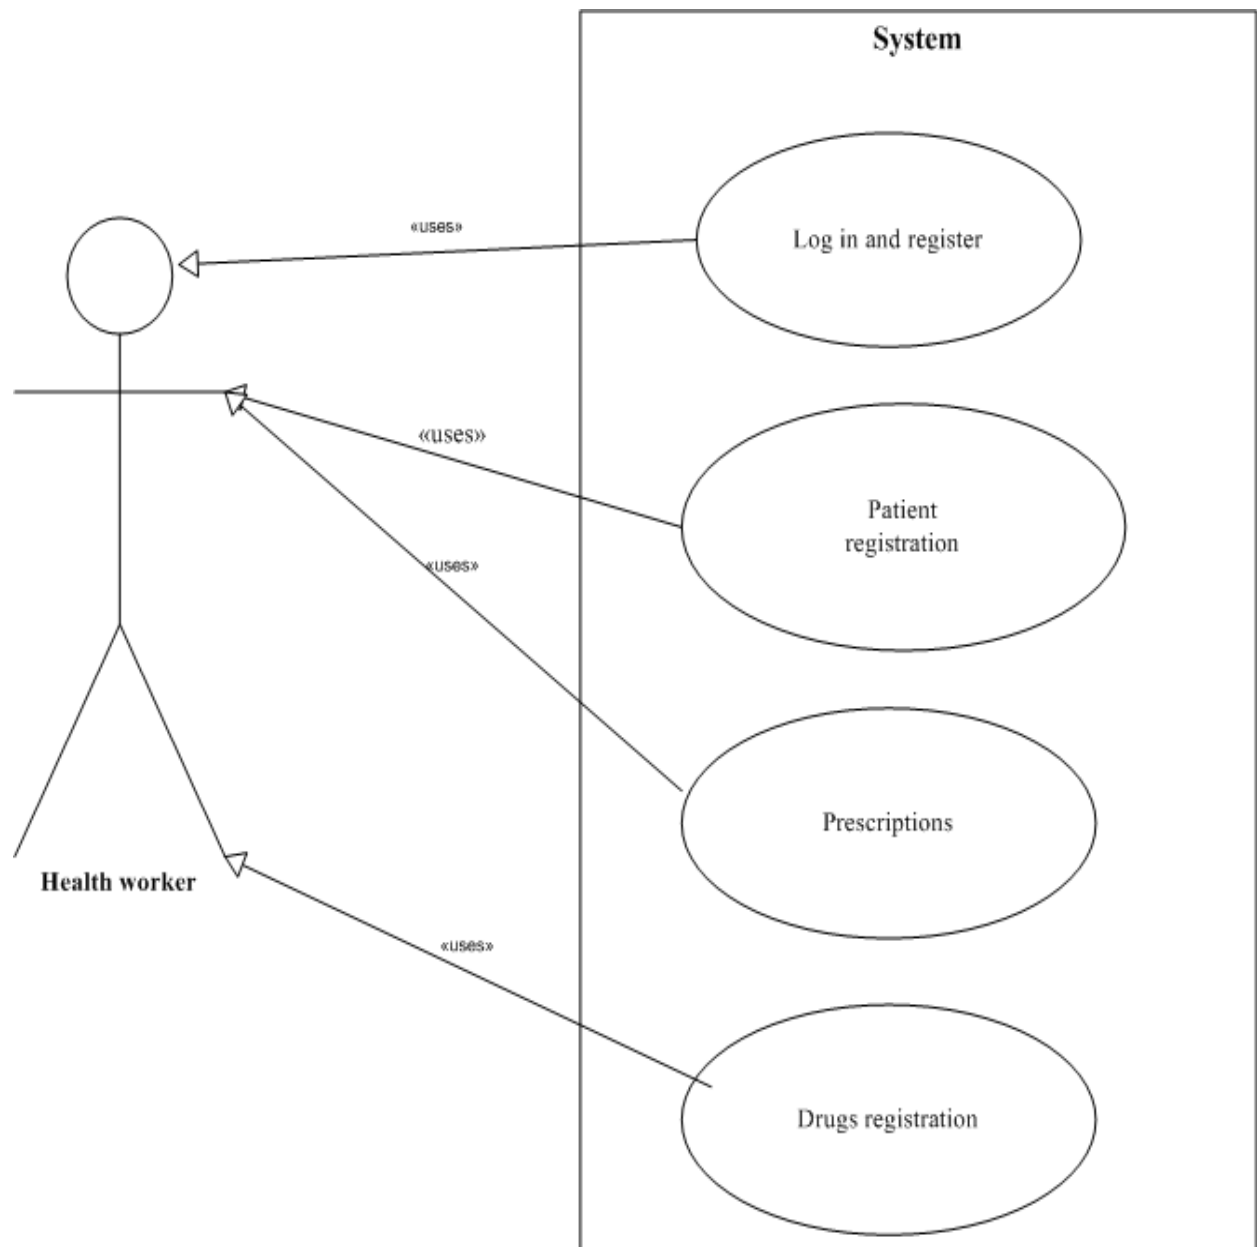 System
«uses»
Log in and register
«uses»
Patient
registration
«uses»
Prescriptions
Health worker
«uses»
Drugs registration